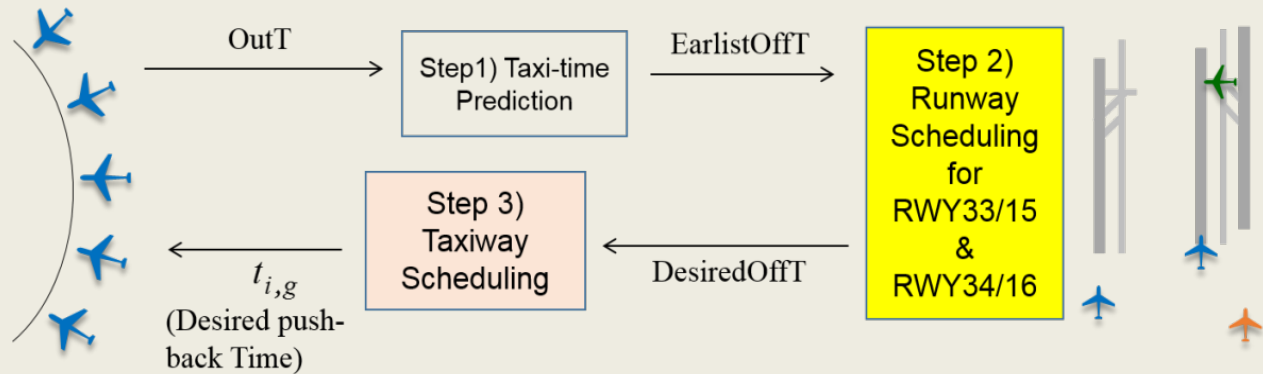 OutT
Step1) Taxi-time
Prediction
EarlistOffT
Step 2)
Runway
Scheduling
for
RWY33/15
&
RWY34/16
DesiredOffT
Step 3)
Taxiway
Scheduling
t_{i,g}
(Desired push-
back Time)